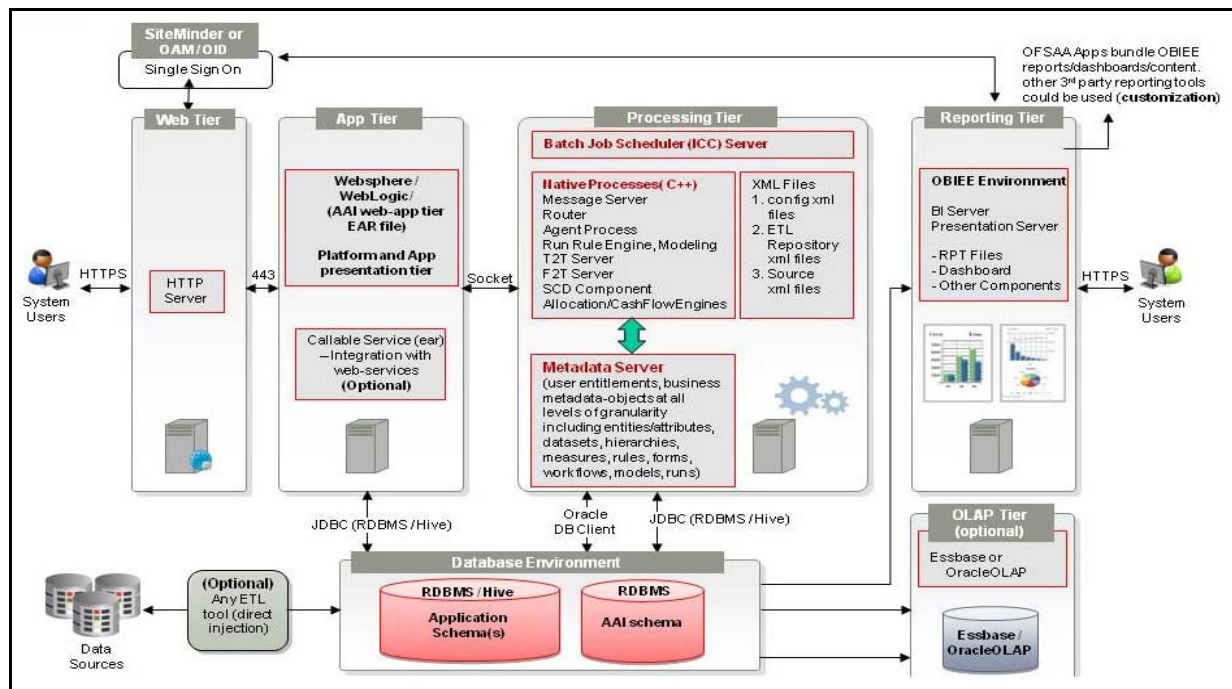 SiteMinder or
OAM/OID
Single Sign On
OFSAA Apps bundle OBIEE
reports/dashboards/content.
other 3rd party reporting tools
could be used (customization)
Web Tier
HTTP
Server
App Tier
Websphere /
WebLogic/
(AAI web-app tier
EAR file)
Platform and App
presentation tier
Callable Service (ear)
–Integration with
web-services
(Optional)
Processing Tier
Batch Job Scheduler (ICC) Server
Native Processes( C++)
Message Server
Router
Agent Process
Run Rule Engine, Modeling
T2T Server
F2T Server
SCD Component
Allocation/CashFlowEngines
XML Files
1. config xml
files
2. ETL
Repository
xml files
3. Source
xml files
Metadata Server
(user entitlements, business
metadata-objects at all
levels of granularity
including entities/attributes,
datasets, hierarchies,
measures, rules, forms,
workflows, models, runs)
Reporting Tier
OBIEE Environment
BI Server
Presentation Server
- RPT Files
- Dashboard
- Other Components
System
Users
HTTPS
443
Socket
HTTPS
System
Users
JDBC (RDBMS /Hive)
Oracle
DB Client
JDBC (RDBMS /Hive)
OLAP Tier
(optional)
Essbase or
OracleOLAP
Essbase /
OracleOLAP
Database Environment
RDBMS / Hive
Application
Schema(s)
RDBMS
AAI schema
(Optional)
Any ETL
tool (direct
injection)
Data
Sources